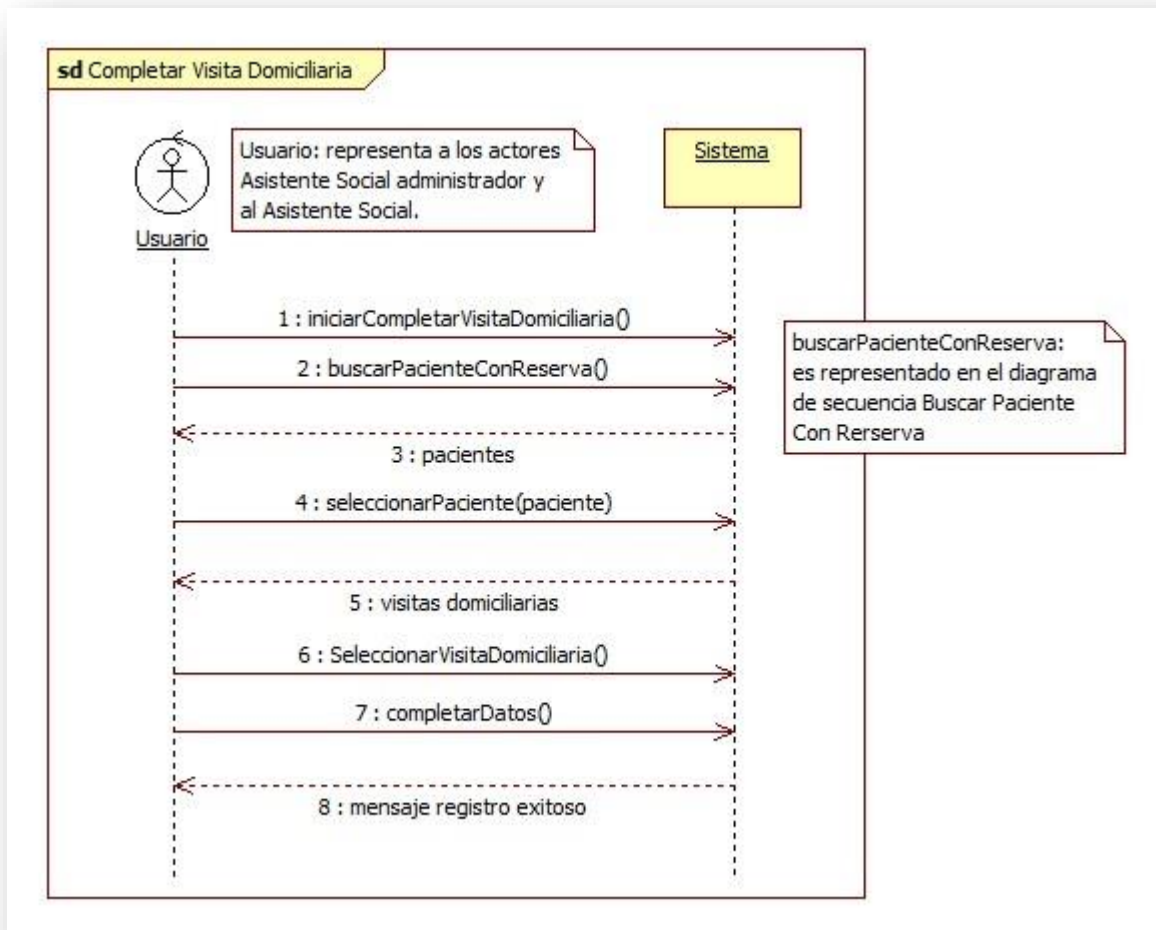 sd Completar Visita Domiciliaria
Usuario: representa a los actores
Asistente Social administrador y
al Asistente Social.
Sistema
Usuario
1 : iniciarCompletarVisitaDomiciliaria()
2 : buscarPacienteConReserva()
buscarPacienteConReserva:
es representado en el diagrama
de secuencia Buscar Paciente
Con Rerserva
3 : pacientes
4 : seleccionarPaciente(paciente)
5 : visitas domiciliarias
6 : SeleccionarVisitaDomiciliaria()
7 : completarDatos()
8 : mensaje registro exitoso